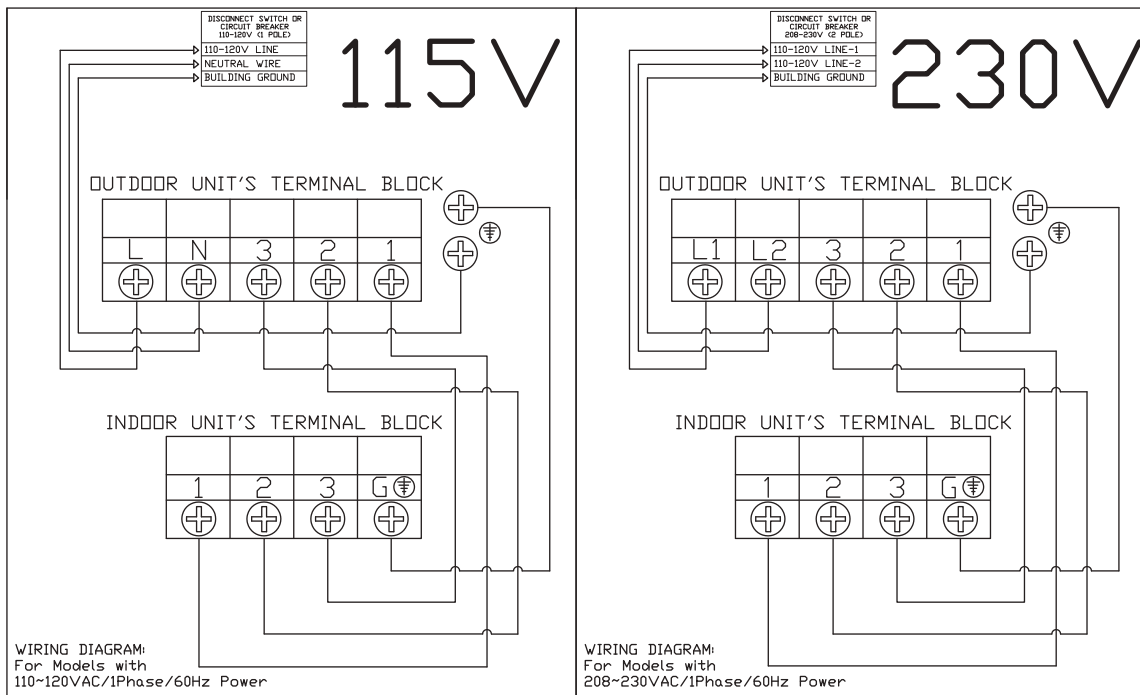 DISCONNECT SWITCH OR
CIRCUIT BREAKER
110-120V (1 POLE)
110-120V LINE
NEUTRAL WIRE
BUILDING GROUND
115V
OUTDOOR UNIT'S TERMINAL BLOCK
L N 3 2 1
INDOOR UNIT'S TERMINAL BLOCK
1 2 3 G
WIRING DIAGRAM:
For Models with
110~120VAC/1Phase/60Hz Power
DISCONNECT SWITCH OR
CIRCUIT BREAKER
208-230V (2 POLE)
110-120V LINE-1
110-120V LINE-2
BUILDING GROUND
230V
OUTDOOR UNIT'S TERMINAL BLOCK
L1 L2 3 2 1
INDOOR UNIT'S TERMINAL BLOCK
1 2 3 G
WIRING DIAGRAM:
For Models with
208~230VAC/1Phase/60Hz Power